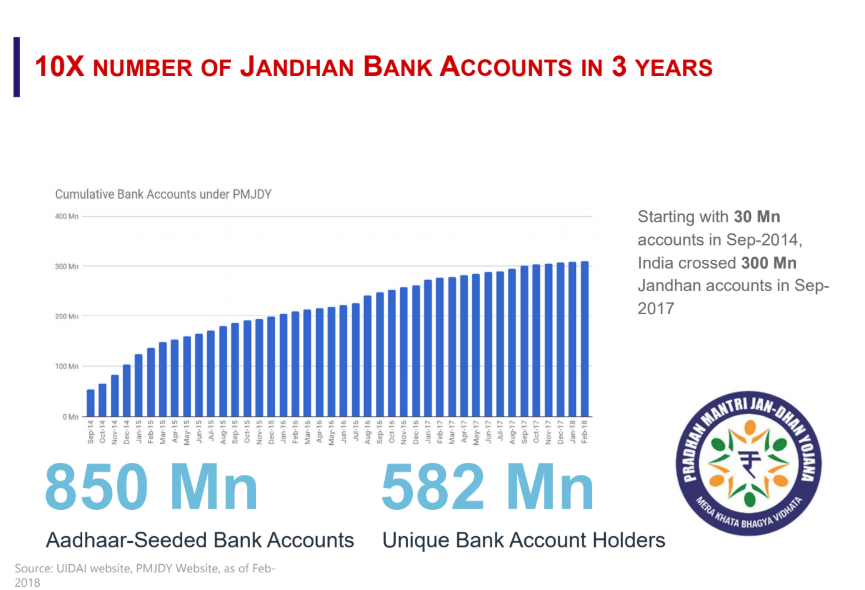 10X NUMBER OF JANDHAN BANK ACCOUNTS IN 3 YEARS
Cumulative Bank Accounts under PMJDY
400 Mn
300 Mn
200 Mn
100 Mn
0 Mn
Sep-14 Oct-14 Nov-14 Dec-14 Jan-15 Feb-15 Mar-15 Apr-15 May-15 Jun-15 Jul-15 Aug-15 Sep-15 Oct-15 Nov-15 Dec-15 Jan-16 Feb-16 Mar-16 Apr-16 May-16 Jun-16 Jul-16 Aug-16 Sep-16 Oct-16 Nov-16 Dec-16 Jan-17 Feb-17 Mar-17 Apr-17 May-17 Jun-17 Jul-17 Aug-17 Sep-17 Oct-17 Nov-17 Dec-17 Jan-18 Feb-18
Starting with 30 Mn
accounts in Sep-2014,
India crossed 300 Mn
Jandhan accounts in Sep-
2017
PRADHAN MANTRI JAN-DHAN YOJANA
₹
MERA KHATA BHAGYA VIDHATA
850 Mn
Aadhaar-Seeded Bank Accounts
582 Mn
Unique Bank Account Holders
Source: UIDAI website, PMJDY Website, as of Feb-
2018